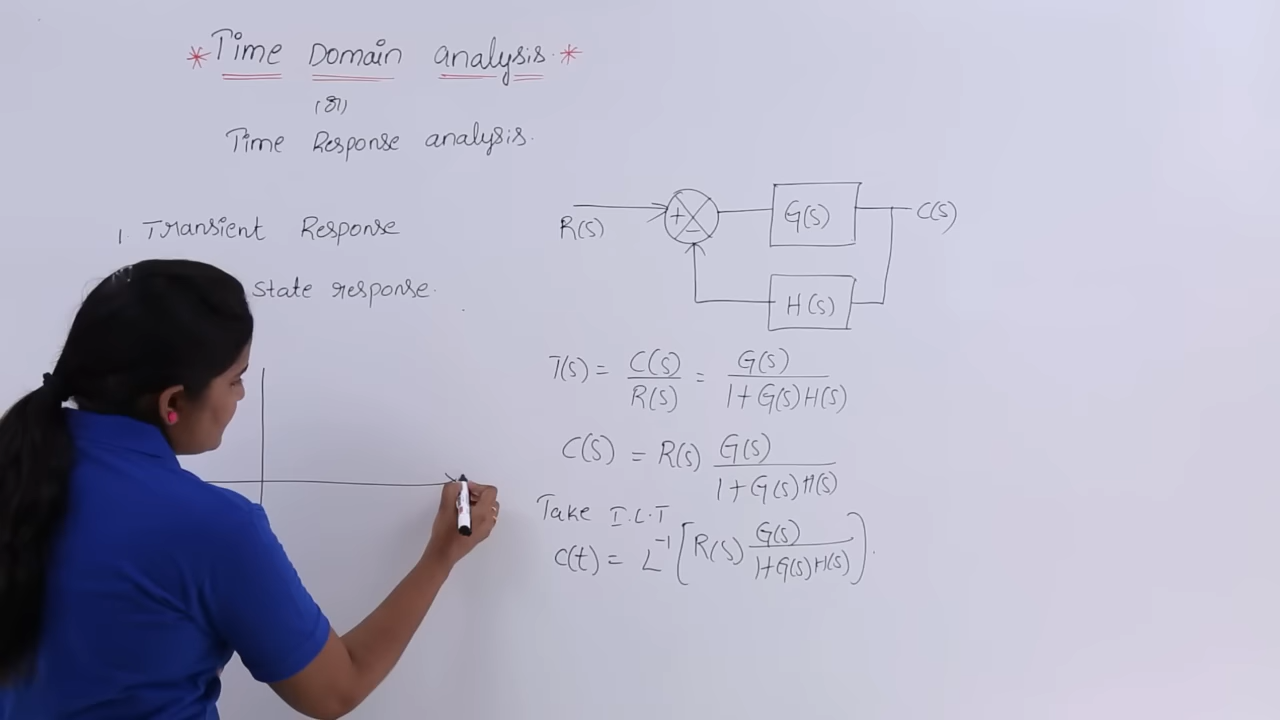 * Time Domain analysis. *
(or)
Time Response analysis.
1. Transient Response
State response.
R(S)
+
-
G(S)
C(S)
H(S)
T(S) = C(S)/R(S) = G(S)/1+G(S)H(S)
C(S) = R(S) G(S)/1+G(S)H(S)
Take I.L.T
C(t) = L⁻¹[R(S) G(S)/1+G(S)H(S)].